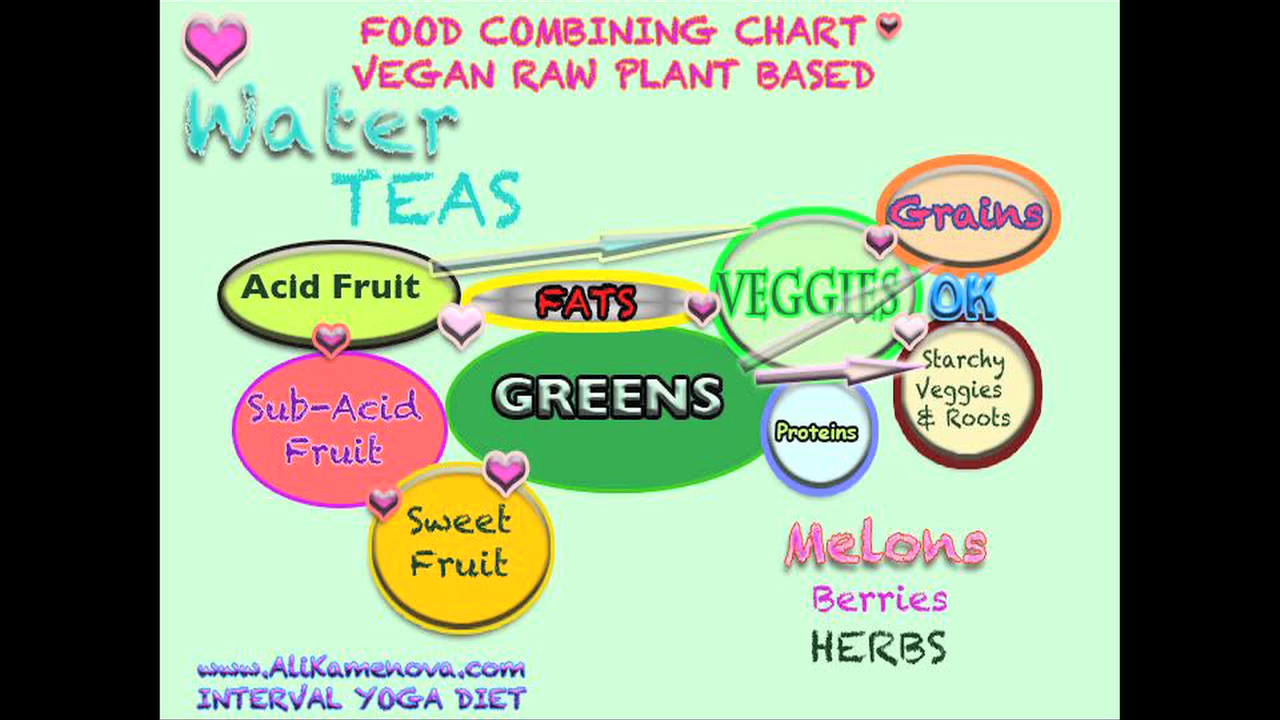 FOOD COMBINING CHART
VEGAN RAW PLANT BASED
Water
TEAS
Grains
Acid Fruit
FATS
VEGGIES
OK
Starchy
Veggies
& Roots
GREENS
Sub-Acid
Fruit
Proteins
Sweet
Fruit
Melons
Berries
HERBS
www.AliKamenova.com
INTERVAL YOGA DIET